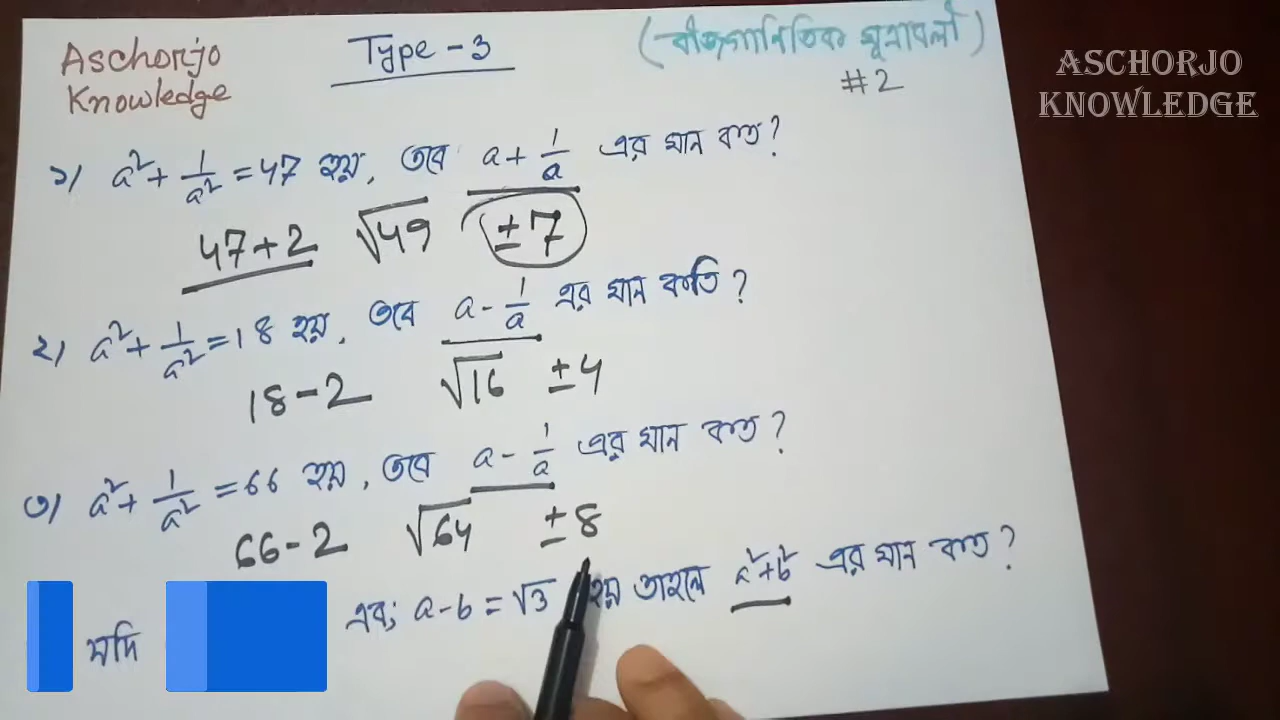 Aschorjo Knowledge
Type - 3
(বীজগানিতিক সূত্রাবলী)
#2
ASCHORJO KNOWLEDGE
১) a² + 1/a² = 47 হয়, তবে a + 1/a এর মান কত?
47+2 √49 ±7
২) a² + 1/a² = 18 হয়, তবে a - 1/a এর মান কত?
18-2 √16 ±4
৩) a² + 1/a² = 66 হয়, তবে a - 1/a এর মান কত?
66-2 √64 ±8
যদি এবং a-b = √3 হয় তাহলে a²+b² এর মান কত?